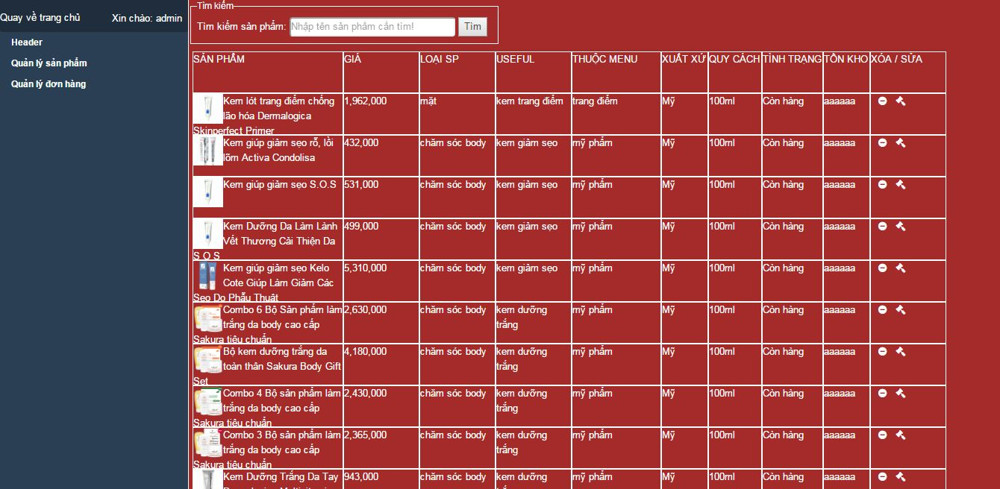 Quay về trang chủ
Xin chào: admin
Header
Quản lý sản phẩm
Quản lý đơn hàng
Tìm kiếm
Tìm kiếm sản phẩm: Nhập tên sản phẩm cần tìm! Tìm
SẢN PHẨM GIÁ LOẠI SP USEFUL THUỘC MENU XUẤT XỨ QUY CÁCH TÌNH TRẠNG TỒN KHO XÓA / SỬA
Kem lót trang điểm chống 1,962,000 mặt kem trang điểm trang điểm Mỹ 100ml Còn hàng aaaaaa
lão hóa Dermalogica
Skinperfect Primer
Kem giúp giảm sẹo rỗ, lồi 432,000 chăm sóc body kem giảm sẹo mỹ phẩm Mỹ 100ml Còn hàng aaaaaa
lõm Activa Condolisa
Kem giúp giảm sẹo S.O.S 531,000 chăm sóc body kem giảm sẹo mỹ phẩm Mỹ 100ml Còn hàng aaaaaa
Kem Dưỡng Da Làm Lành 499,000 chăm sóc body kem giảm sẹo mỹ phẩm Mỹ 100ml Còn hàng aaaaaa
Vết Thương Cải Thiện Da
S O S
Kem giúp giảm sẹo Kelo 5,310,000 chăm sóc body kem giảm sẹo mỹ phẩm Mỹ 100ml Còn hàng aaaaaa
Cote Giúp Làm Giảm Các
Sẹo Do Phẫu Thuật
Combo 6 Bộ Sản phẩm làm 2,630,000 chăm sóc body kem dưỡng mỹ phẩm Mỹ 100ml Còn hàng aaaaaa
trắng da body cao cấp trắng
Sakura tiêu chuẩn
Bộ kem dưỡng trắng da 4,180,000 chăm sóc body kem dưỡng mỹ phẩm Mỹ 100ml Còn hàng aaaaaa
toàn thân Sakura Body Gift trắng
Set
Combo 4 Bộ sản phẩm làm 2,430,000 chăm sóc body kem dưỡng mỹ phẩm Mỹ 100ml Còn hàng aaaaaa
trắng da body cao cấp trắng
Sakura tiêu chuẩn
Combo 3 Bộ sản phẩm làm 2,365,000 chăm sóc body kem dưỡng mỹ phẩm Mỹ 100ml Còn hàng aaaaaa
trắng da body cao cấp trắng
Sakura tiêu chuẩn
Kem Dưỡng Trắng Da Tay 943,000 chăm sóc body kem dưỡng mỹ phẩm Mỹ 100ml Còn hàng aaaaaa